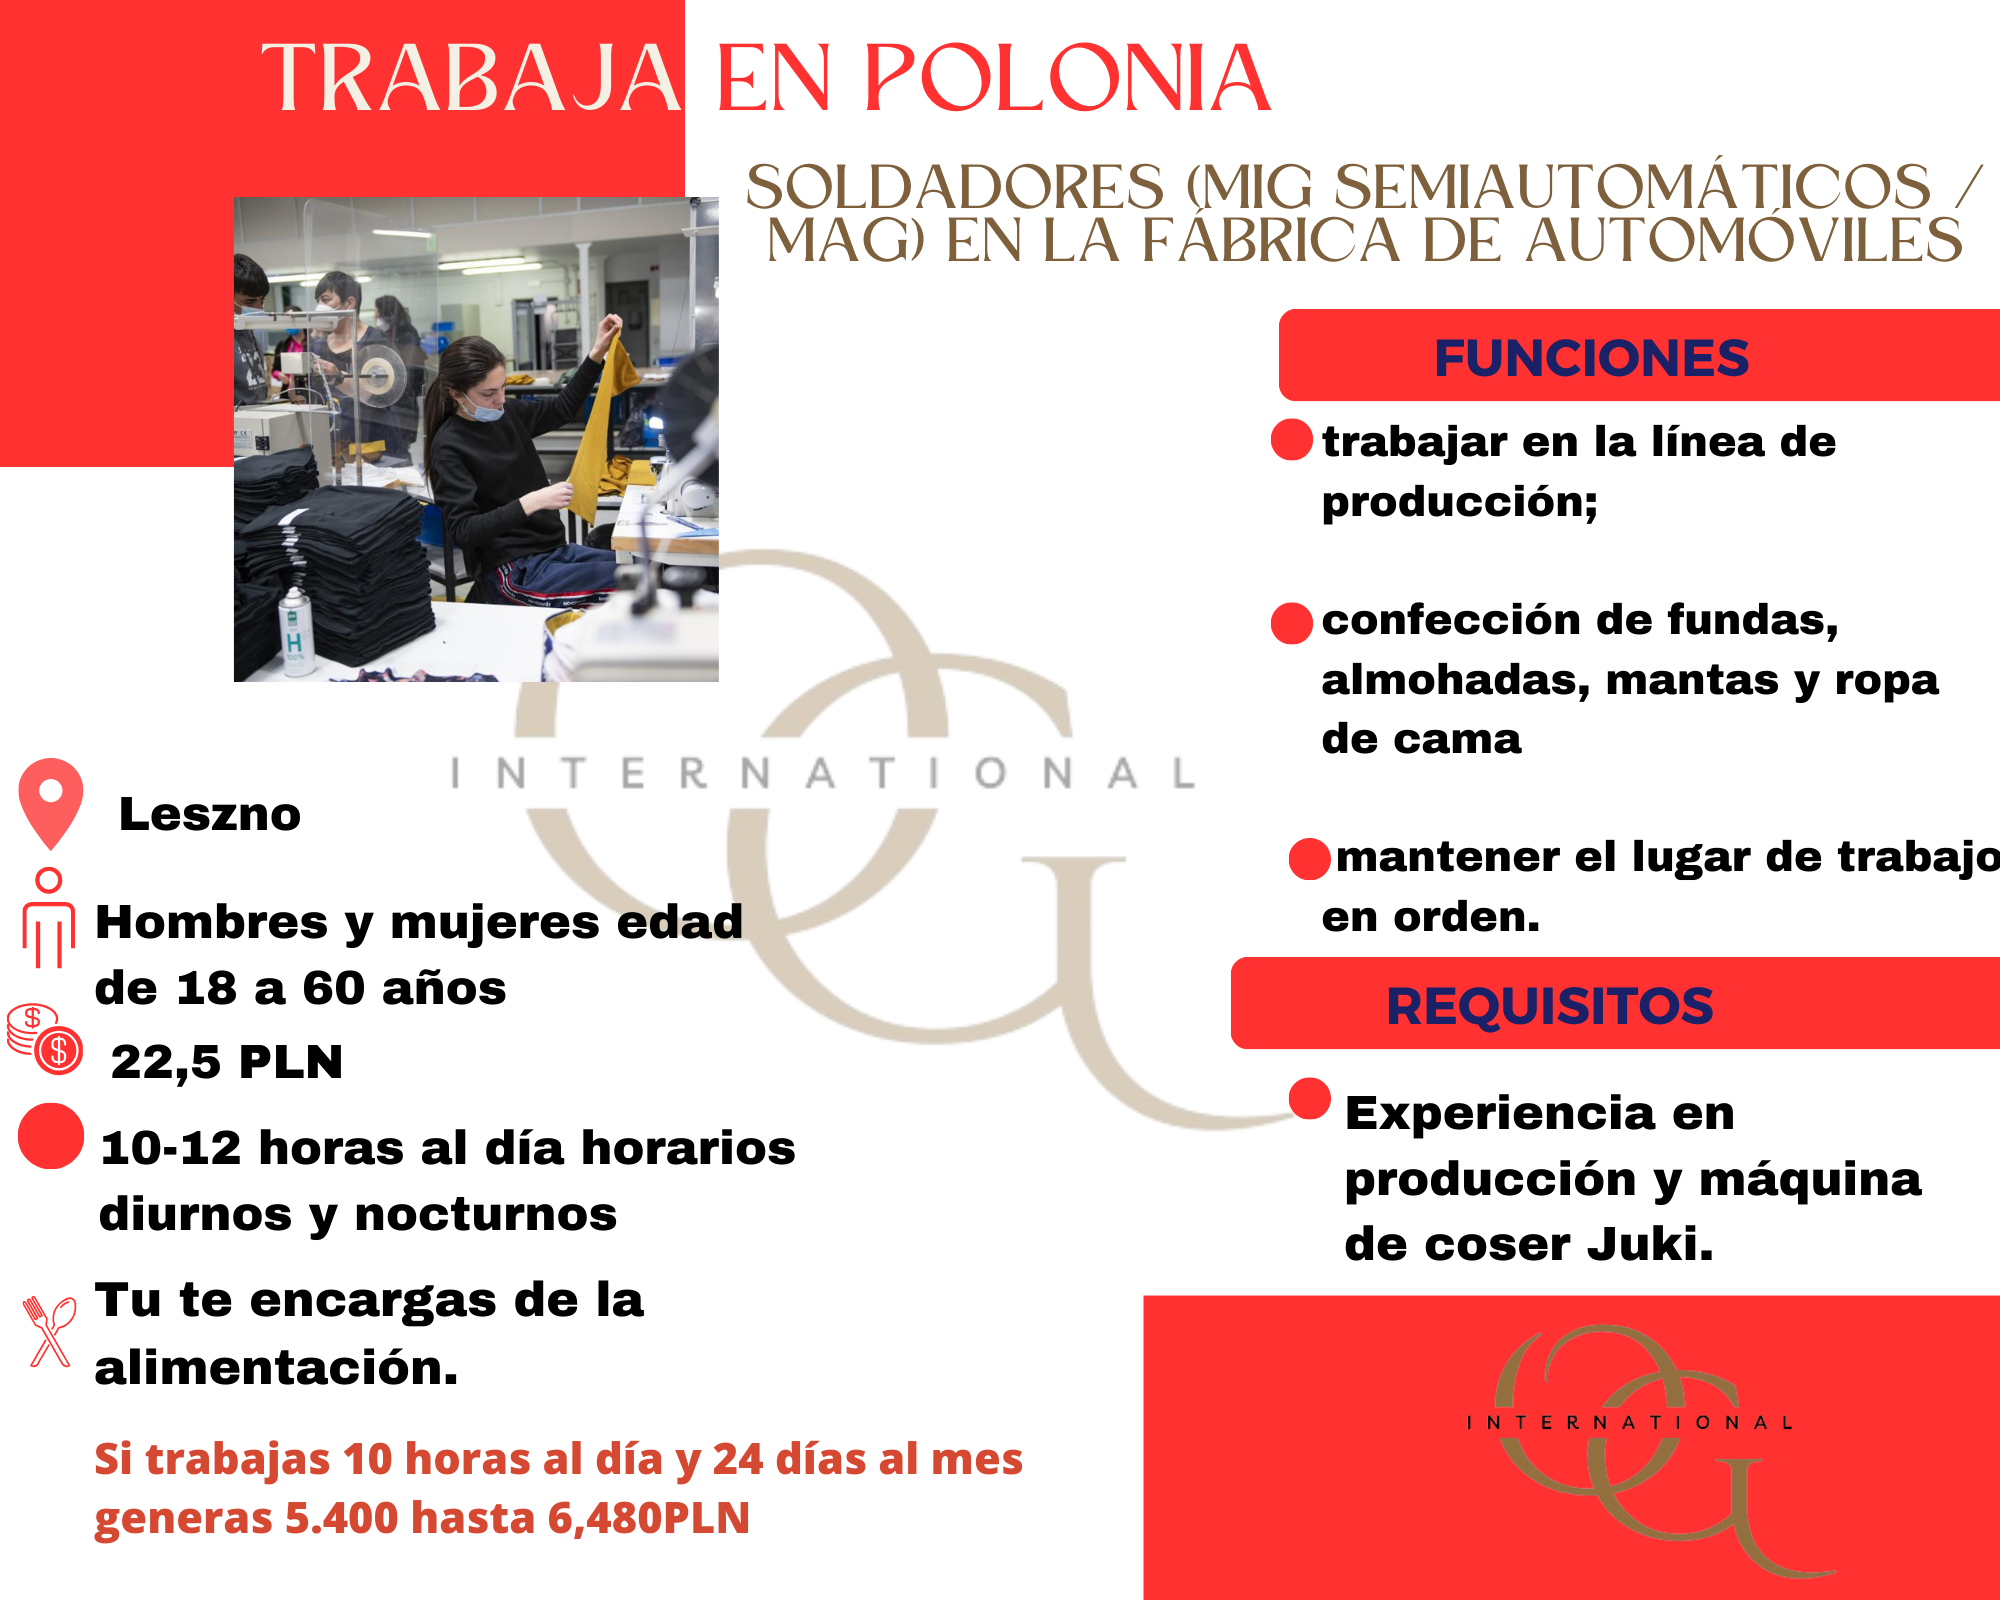 TRABAJA EN POLONIA
SOLDADORES (MIG SEMIAUTOMÁTICOS /
MAG) EN LA FÁBRICA DE AUTOMÓVILES
FUNCIONES
trabajar en la línea de
producción;
confección de fundas,
almohadas, mantas y ropa
de cama
mantener el lugar de trabajo
en orden.
REQUISITOS
Experiencia en
producción y máquina
de coser Juki.
H
100%
OG
INTERNATIONAL
Leszno
Hombres y mujeres edad
de 18 a 60 años
22,5 PLN
10-12 horas al día horarios
diurnos y nocturnos
Tu te encargas de la
alimentación.
Si trabajas 10 horas al día y 24 días al mes
generas 5.400 hasta 6,480PLN
OG
INTERNATIONAL